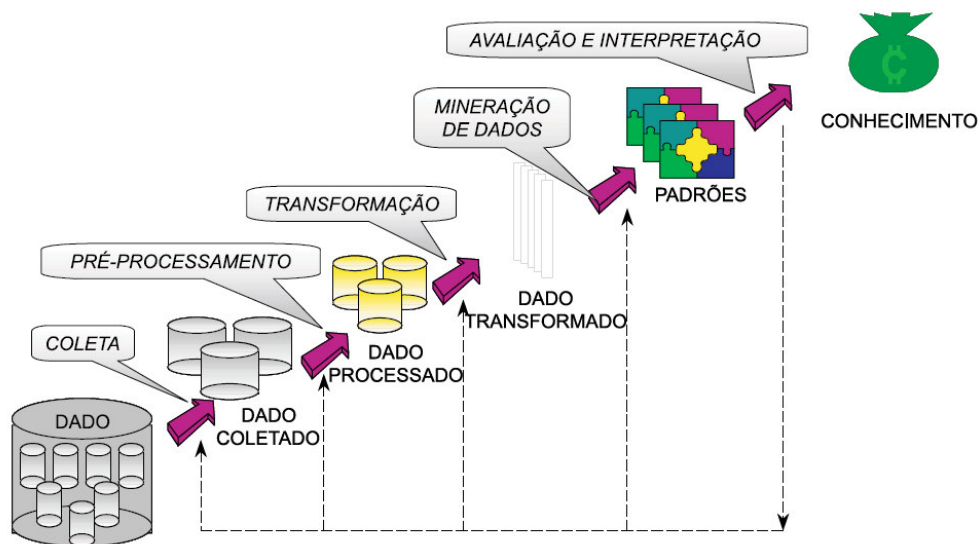 AVALIAÇÃO E INTERPRETAÇÃO
CONHECIMENTO
MINERAÇÃO
DE DADOS
PADRÕES
TRANSFORMAÇÃO
DADO
TRANSFORMADO
PRÉ-PROCESSAMENTO
DADO
PROCESSADO
COLETA
DADO
COLETADO
DADO